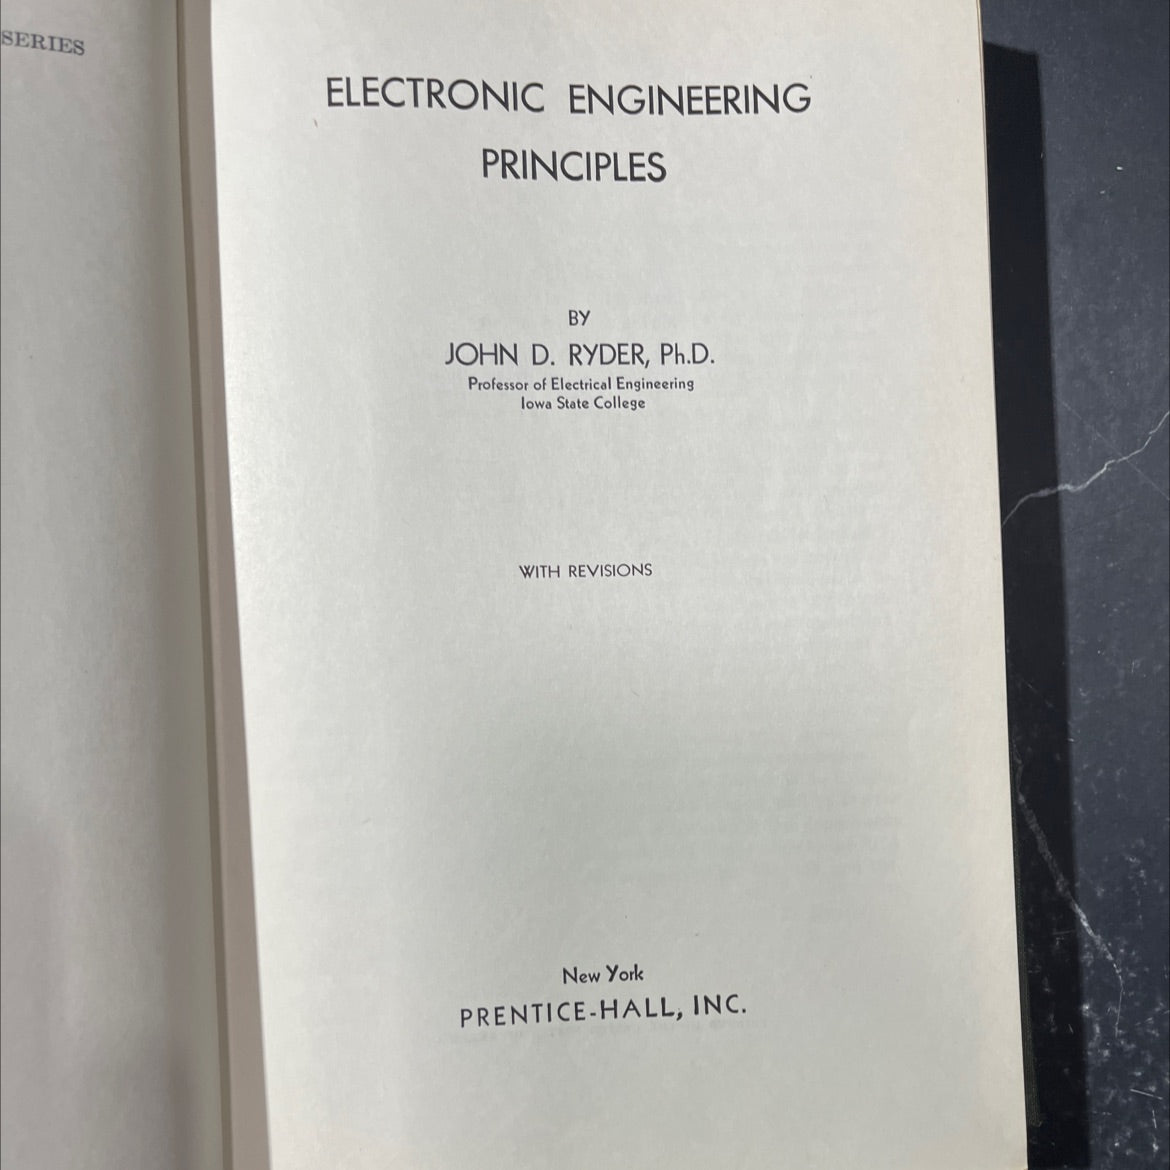 SERIES
ELECTRONIC ENGINEERING
PRINCIPLES
BY
JOHN D. RYDER, Ph.D.
Professor of Electrical Engineering
Iowa State College
WITH REVISIONS
New York
PRENTICE-HALL, INC.